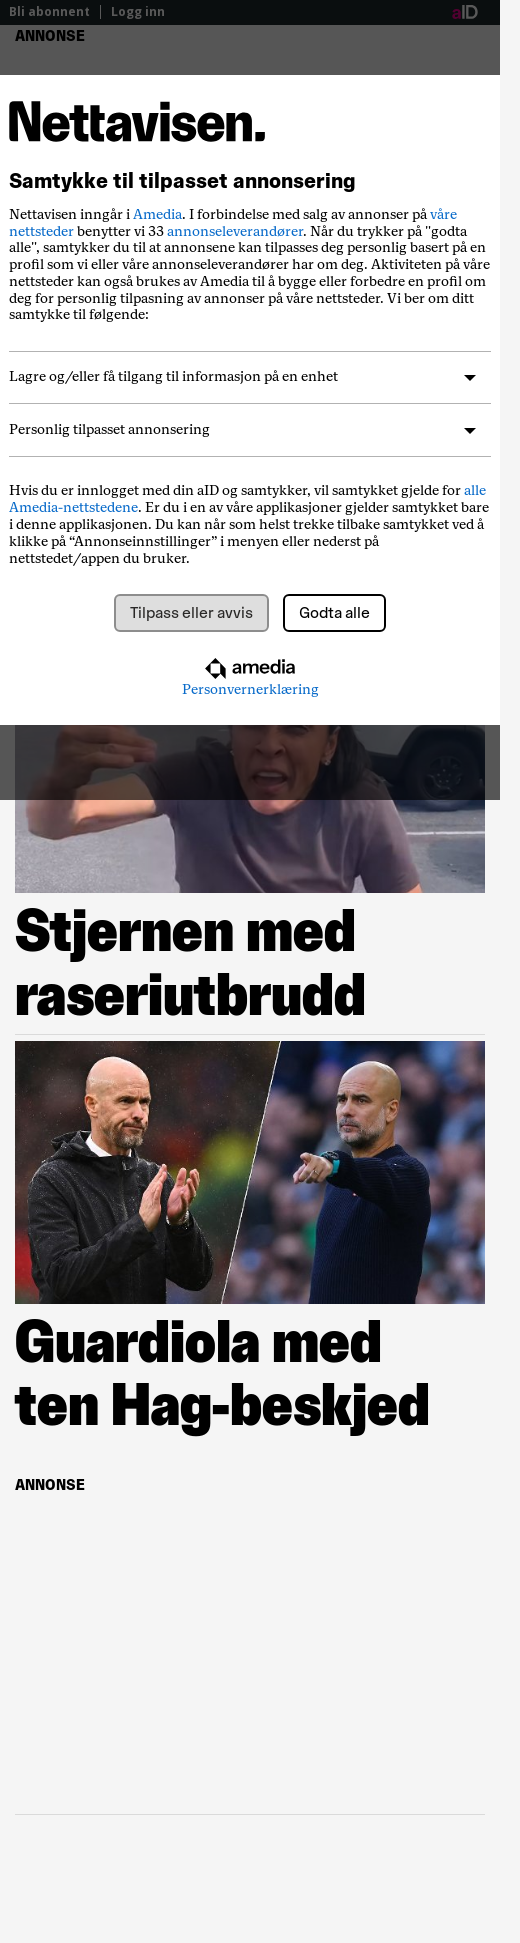 Bli abonnent | Logg inn
aID
ANNONSE
Nettavisen.
Samtykke til tilpasset annonsering
Nettavisen inngår i Amedia. I forbindelse med salg av annonser på våre
nettsteder benytter vi 33 annonseleverandører. Når du trykker på "godta
alle", samtykker du til at annonsene kan tilpasses deg personlig basert på en
profil som vi eller våre annonseleverandører har om deg. Aktiviteten på våre
nettsteder kan også brukes av Amedia til å bygge eller forbedre en profil om
deg for personlig tilpasning av annonser på våre nettsteder. Vi ber om ditt
samtykke til følgende:
Lagre og/eller få tilgang til informasjon på en enhet
Personlig tilpasset annonsering
Hvis du er innlogget med din aID og samtykker, vil samtykket gjelde for alle
Amedia-nettstedene. Er du i en av våre applikasjoner gjelder samtykket bare
i denne applikasjonen. Du kan når som helst trekke tilbake samtykket ved å
klikke på “Annonseinnstillinger” i menyen eller nederst på
nettstedet/appen du bruker.
Tilpass eller avvis
Godta alle
amedia
Personvernerklæring
Stjernen med
raseriutbrudd
Guardiola med
ten Hag-beskjed
ANNONSE